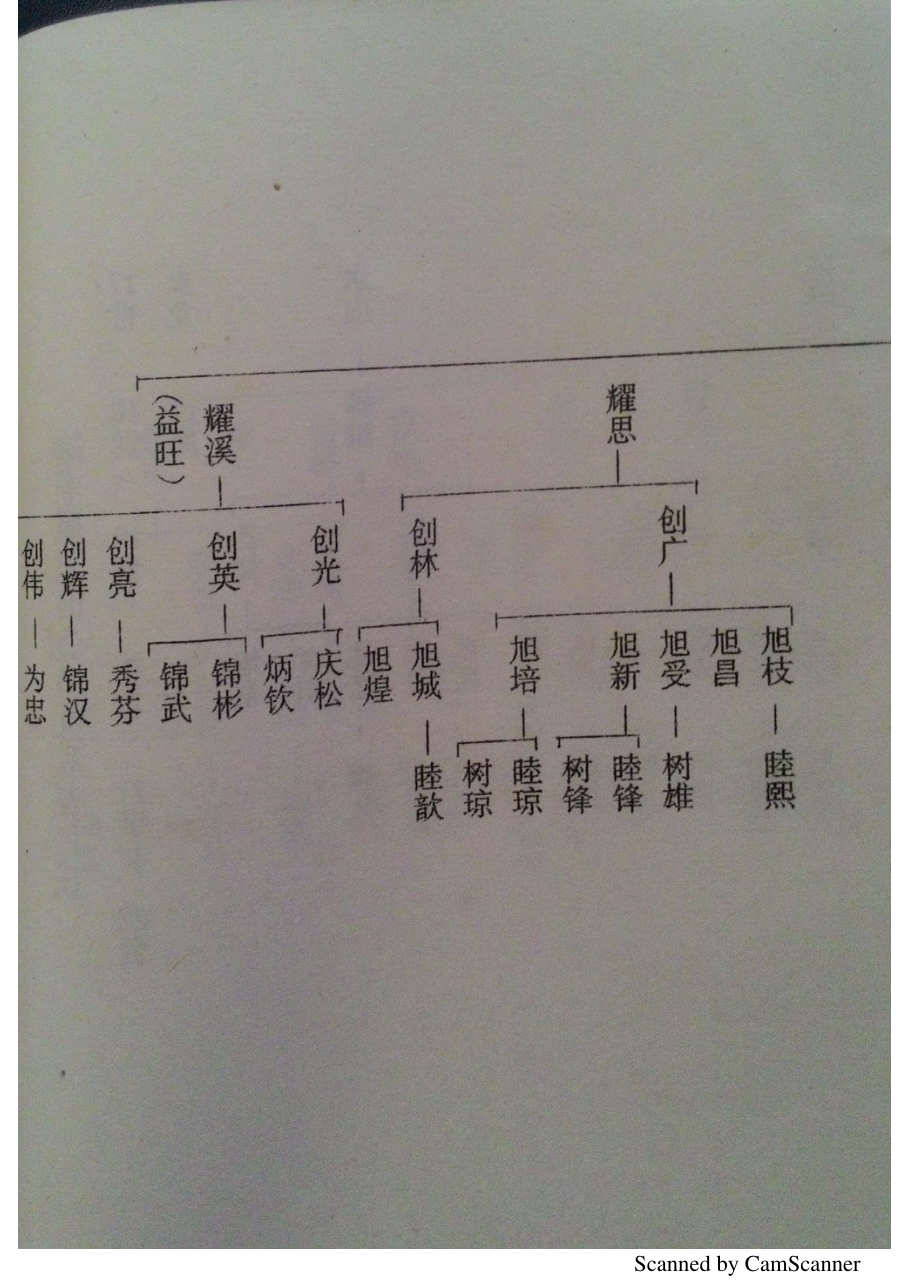 耀思
耀溪
（益旺）
创广
创林
创光
创英
创亮
创辉
创伟
旭枝
旭昌
旭受
旭新
旭培
旭城
旭煌
庆松
炳钦
锦彬
锦武
秀芬
锦汉
为忠
睦熙
树雄
睦锋
树锋
睦琼
树琼
睦歆
Scanned by CamScanner